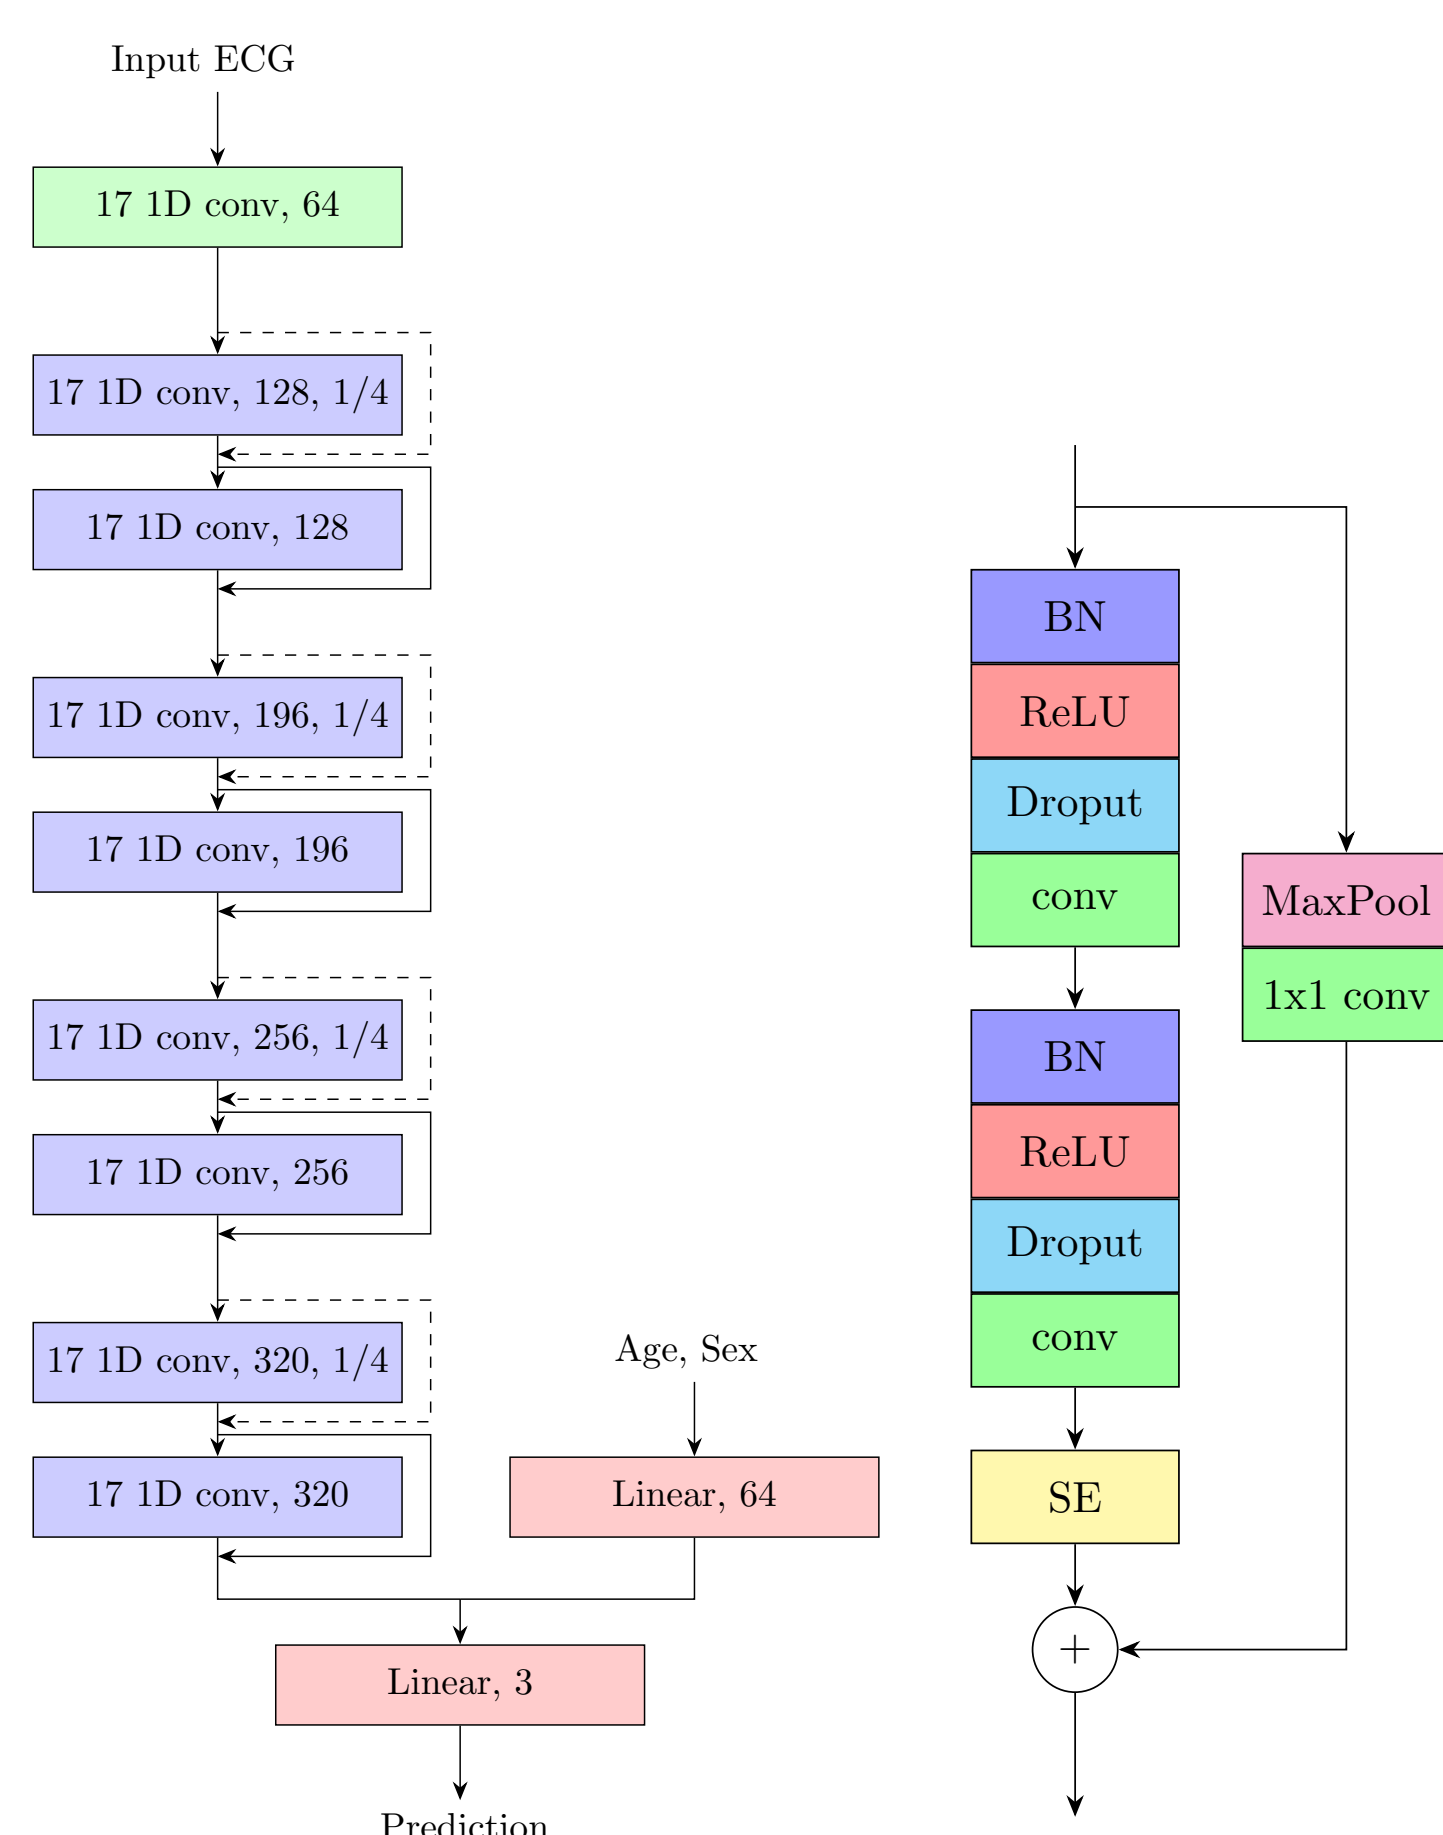 Input ECG
17 1D conv, 64
17 1D conv, 128, 1/4
17 1D conv, 128
17 1D conv, 196, 1/4
17 1D conv, 196
17 1D conv, 256, 1/4
17 1D conv, 256
17 1D conv, 320, 1/4
17 1D conv, 320
Age, Sex
Linear, 64
Linear, 3
Prediction
BN
ReLU
Droput
conv
BN
ReLU
Droput
conv
SE
+
MaxPool
1x1 conv